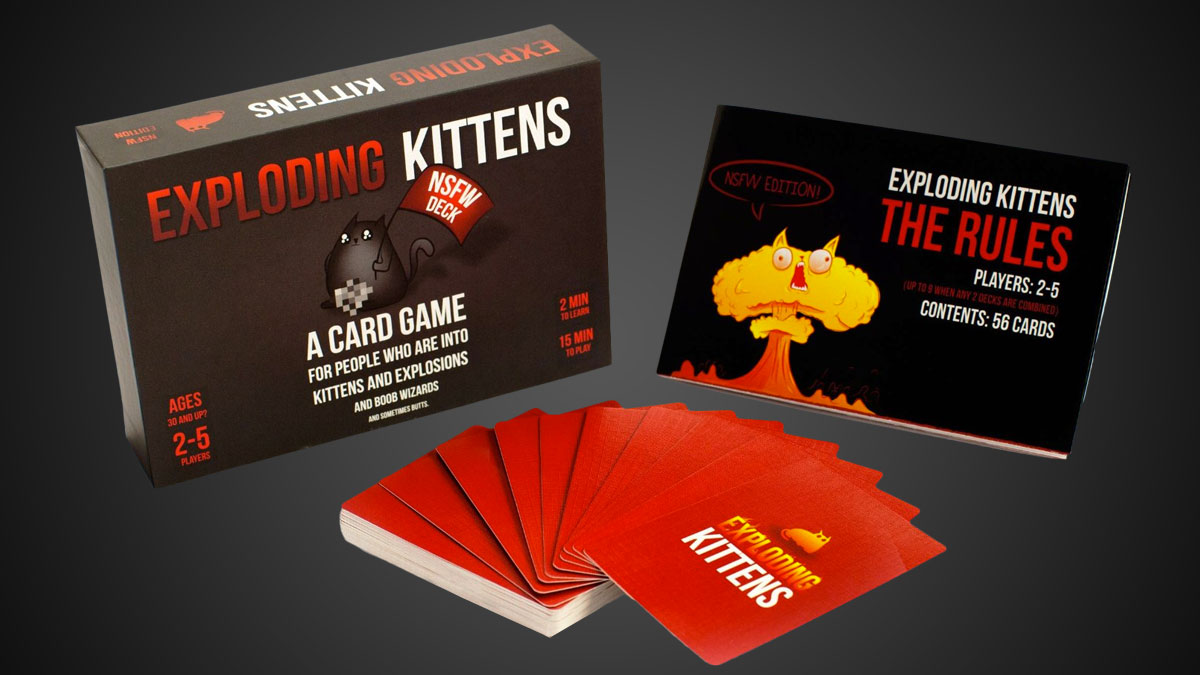 EXPLODING KITTENS
NSFW EDITION
EXPLODING KITTENS
NSFW
DECK
A CARD GAME
FOR PEOPLE WHO ARE INTO
KITTENS AND EXPLOSIONS
AND BOOB WIZARDS
AND SOMETIMES BUTTS.
2 MIN
TO LEARN
15 MIN
TO PLAY
AGES
30 AND UP?
2-5
PLAYERS
NSFW EDITION!
EXPLODING KITTENS
THE RULES
PLAYERS: 2-5
(UP TO 9 WHEN ANY 2 DECKS ARE COMBINED)
CONTENTS: 56 CARDS
EXPLODING
KITTENS